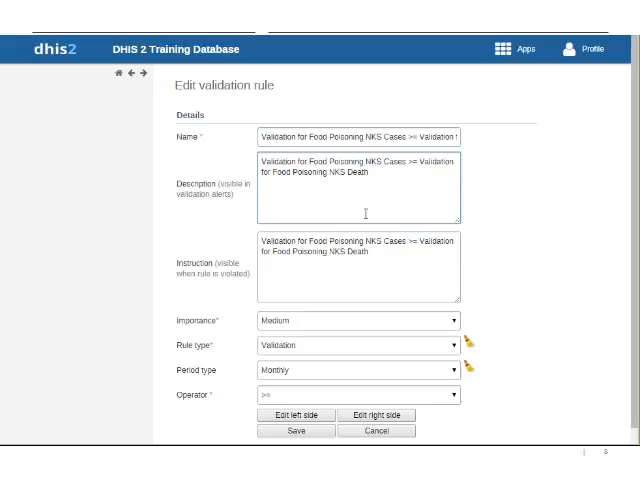 dhis2 DHIS 2 Training Database Apps Profile
Edit validation rule
Details
Name * Validation for Food Poisoning NKS Cases >= Validation f
Description (visible in
validation alerts)
Validation for Food Poisoning NKS Cases >= Validation
for Food Poisoning NKS Death
Instruction (visible
when rule is violated)
Validation for Food Poisoning NKS Cases >= Validation
for Food Poisoning NKS Death
Importance* Medium
Rule type* Validation
Period type Monthly
Operator * >=
Edit left side Edit right side
Save Cancel